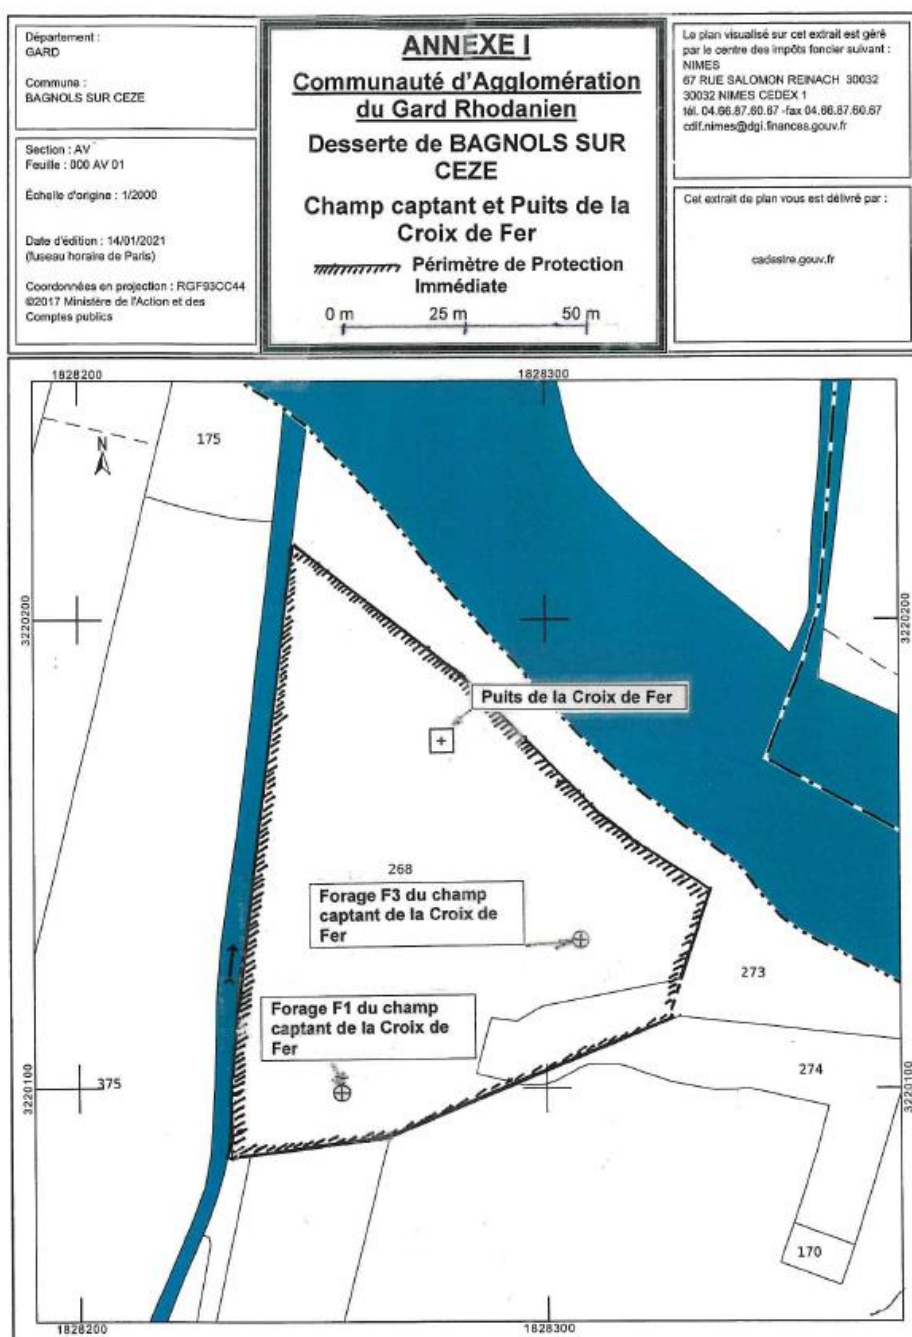 Département :
GARD
Commune :
BAGNOLS SUR CEZE
Section : AV
Feuille : 000 AV 01
Échelle d'origine : 1/2000
Date d'édition : 14/01/2021
(fuseau horaire de Paris)
Coordonnées en projection : RGF93CC44
©2017 Ministère de l'Action et des
Comptes publics
ANNEXE I
Communauté d'Agglomération
du Gard Rhodanien
Desserte de BAGNOLS SUR
CEZE
Champ captant et Puits de la
Croix de Fer
Périmètre de Protection
Immédiate
0 m 25 m 50 m
Le plan visualisé sur cet extrait est géré
par le centre des impôts foncier suivant :
NIMES
67 RUE SALOMON REINACH 30032
30032 NIMES CEDEX 1
tél. 04.66.87.60.67 -fax 04.66.87.60.67
cdif.nimes@dgi.finances.gouv.fr
Cet extrait de plan vous est délivré par :
cadastre.gouv.fr
1828200
1828300
175
N
3220200
3220200
Puits de la Croix de Fer
268
Forage F3 du champ
captant de la Croix de
Fer
273
Forage F1 du champ
captant de la Croix de
Fer
274
3220100
375
3220100
170
1828200
1828300